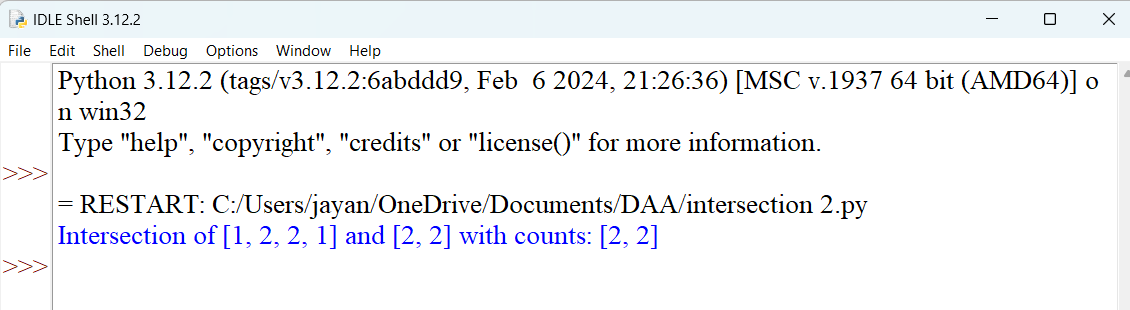 IDLE Shell 3.12.2
File Edit Shell Debug Options Window Help
Python 3.12.2 (tags/v3.12.2:6abddd9, Feb  6 2024, 21:26:36) [MSC v.1937 64 bit (AMD64)] o
n win32
Type "help", "copyright", "credits" or "license()" for more information.
>>>
= RESTART: C:/Users/jayan/OneDrive/Documents/DAA/intersection 2.py
Intersection of [1, 2, 2, 1] and [2, 2] with counts: [2, 2]
>>>